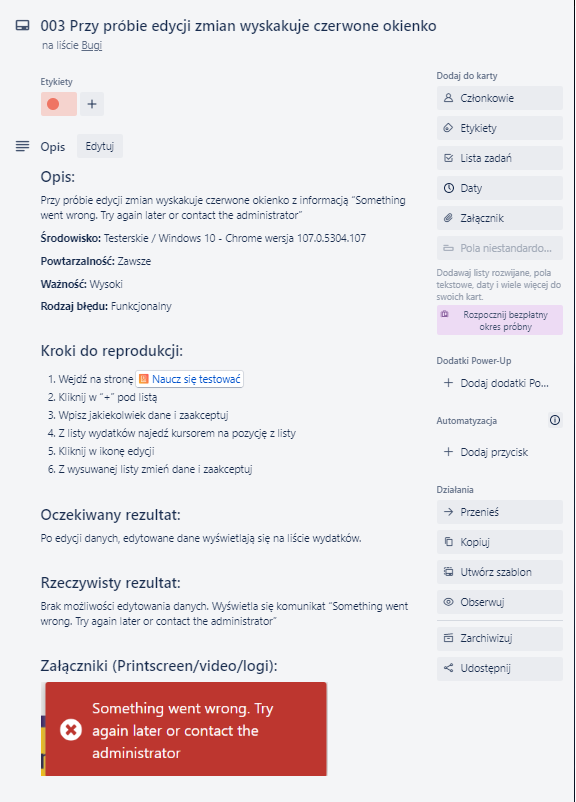 003 Przy próbie edycji zmian wyskakuje czerwone okienko
na liście Bugi
Etykiety
Opis
Edytuj
Opis:
Przy próbie edycji zmian wyskakuje czerwone okienko z informacją “Something
went wrong. Try again later or contact the administrator”
Środowisko: Testerskie / Windows 10 - Chrome wersja 107.0.5304.107
Powtarzalność: Zawsze
Ważność: Wysoki
Rodzaj błędu: Funkcjonalny
Kroki do reprodukcji:
1. Wejdź na stronę Naucz się testować
2. Kliknij w “+” pod listą
3. Wpisz jakiekolwiek dane i zaakceptuj
4. Z listy wydatków najedź kursorem na pozycję z listy
5. Kliknij w ikonę edycji
6. Z wysuwanej listy zmień dane i zaakceptuj
Oczekiwany rezultat:
Po edycji danych, edytowane dane wyświetlają się na liście wydatków.
Rzeczywisty rezultat:
Brak możliwości edytowania danych. Wyświetla się komunikat “Something went
wrong. Try again later or contact the administrator”
Załączniki (Printscreen/video/logi):
Something went wrong. Try
again later or contact the
administrator
Dodaj do karty
Członkowie
Etykiety
Lista zadań
Daty
Załącznik
Pola niestandardo...
Dodawaj listy rozwijane, pola
tekstowe, daty i wiele więcej do
swoich kart.
Rozpocznij bezpłatny
okres próbny
Dodatki Power-Up
Dodaj dodatki Po...
Automatyzacja
Dodaj przycisk
Działania
Przenieś
Kopiuj
Utwórz szablon
Obserwuj
Zarchiwizuj
Udostępnij